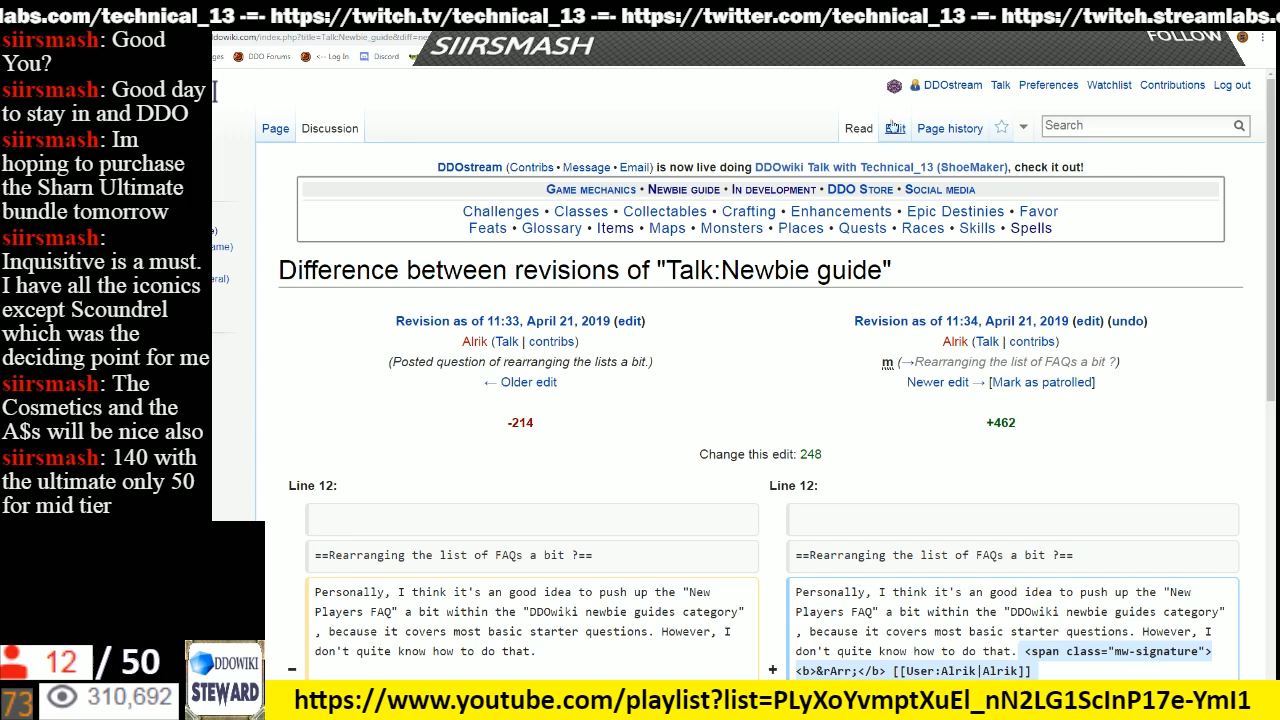 labs.com/technical_13 -=- https://twitch.tv/technical_13 -=- https://twitter.com/technical_13 -=- https://twitch.streamlabs.c
siirsmash: Good
You?
siirsmash: Good day
to stay in and DDO
siirsmash: Im
hoping to purchase
the Sharn Ultimate
bundle tomorrow
siirsmash:
Inquisitive is a must.
I have all the iconics
except Scoundrel
which was the
deciding point for me
siirsmash: The
Cosmetics and the
A$s will be nice also
siirsmash: 140 with
the ultimate only 50
for mid tier
SIIRSMASH
FOLLOW
DDO Forums
<-- Log In
Discord
DDOstream Talk Preferences Watchlist Contributions Log out
Page Discussion
Read Edit Page history
Search
DDOstream (Contribs • Message • Email) is now live doing DDOwiki Talk with Technical_13 (ShoeMaker), check it out!
Game mechanics • Newbie guide • In development • DDO Store • Social media
Challenges • Classes • Collectables • Crafting • Enhancements • Epic Destinies • Favor
Feats • Glossary • Items • Maps • Monsters • Places • Quests • Races • Skills • Spells
Difference between revisions of "Talk:Newbie guide"
Revision as of 11:33, April 21, 2019 (edit)
Alrik (Talk | contribs)
(Posted question of rearranging the lists a bit.)
← Older edit
-214
Revision as of 11:34, April 21, 2019 (edit) (undo)
Alrik (Talk | contribs)
m (→Rearranging the list of FAQs a bit ?)
Newer edit → [Mark as patrolled]
+462
Change this edit: 248
Line 12:
==Rearranging the list of FAQs a bit ?==
Personally, I think it's an good idea to push up the "New
Players FAQ" a bit within the "DDOwiki newbie guides category"
, because it covers most basic starter questions. However, I
don't quite know how to do that.
−
Line 12:
==Rearranging the list of FAQs a bit ?==
Personally, I think it's an good idea to push up the "New
Players FAQ" a bit within the "DDOwiki newbie guides category"
, because it covers most basic starter questions. However, I
don't quite know how to do that. <span class="mw-signature">
+ <b>&rArr;</b> [[User:Alrik|Alrik]]
12 / 50
73 310,692
DDOWIKI
STEWARD
https://www.youtube.com/playlist?list=PLyXoYvmptXuEl_nN2LG1ScInP17e-YmI1